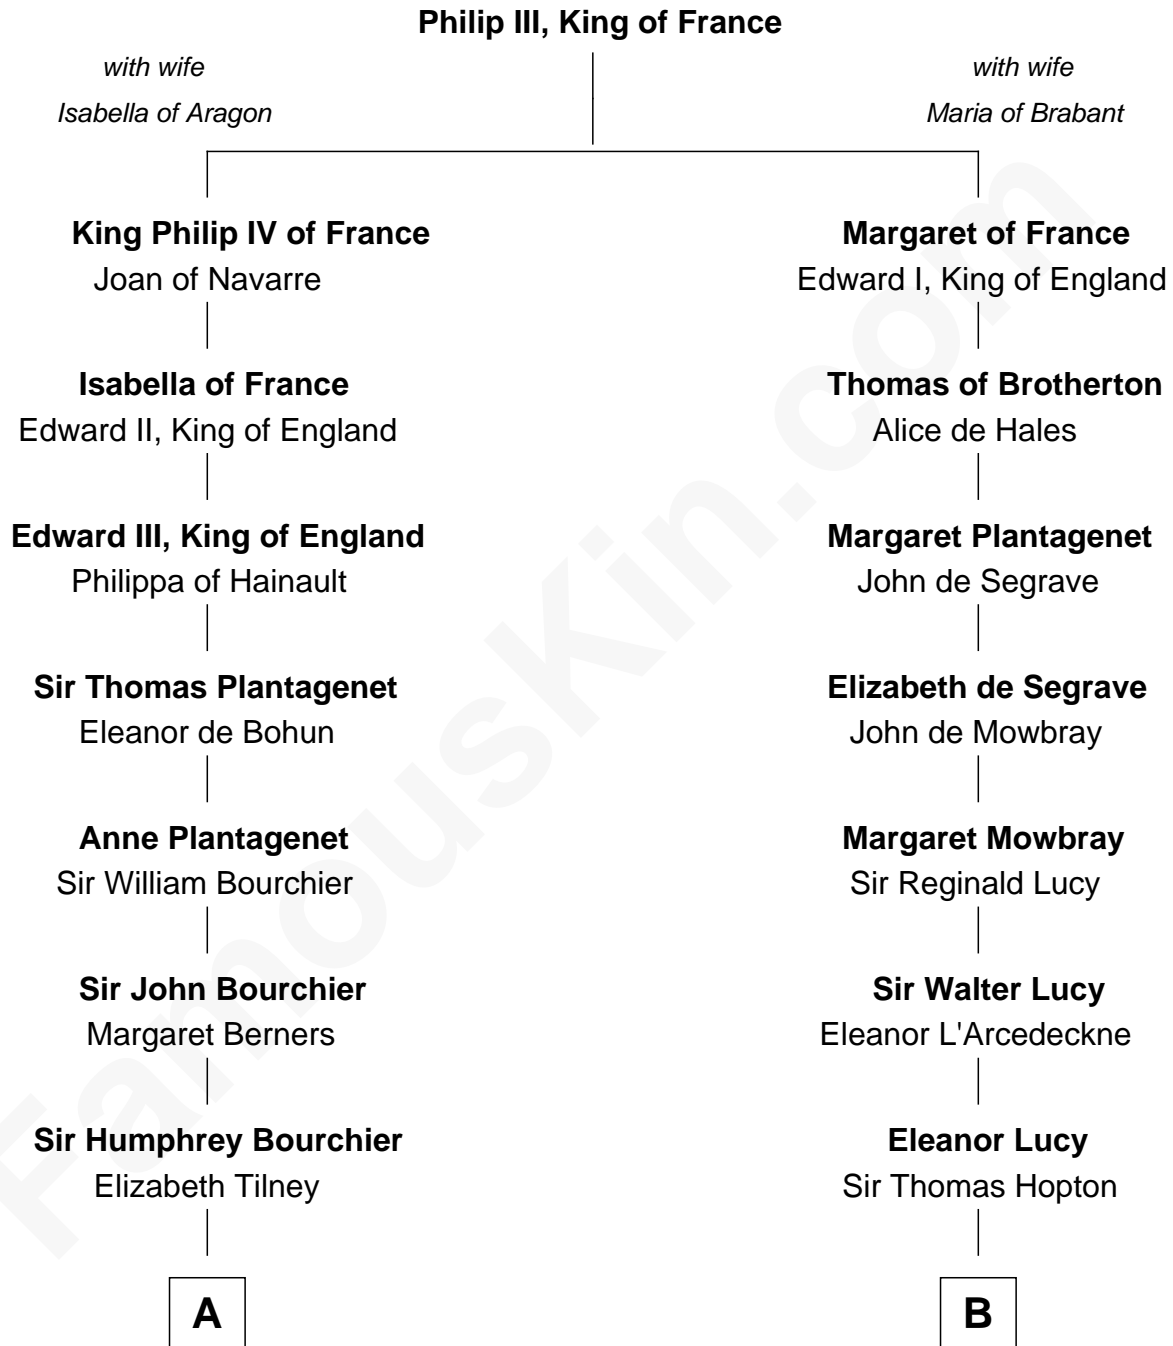 Philip III, King of France
with wife
Isabella of Aragon
with wife
Maria of Brabant
King Philip IV of France
Joan of Navarre
Margaret of France
Edward I, King of England
Isabella of France
Edward II, King of England
Thomas of Brotherton
Alice de Hales
Edward III, King of England
Philippa of Hainault
Margaret Plantagenet
John de Segrave
Sir Thomas Plantagenet
Eleanor de Bohun
Elizabeth de Segrave
John de Mowbray
Anne Plantagenet
Sir William Bourchier
Margaret Mowbray
Sir Reginald Lucy
Sir John Bourchier
Margaret Berners
Sir Walter Lucy
Eleanor L'Arcedeckne
Sir Humphrey Bourchier
Elizabeth Tilney
Eleanor Lucy
Sir Thomas Hopton
A
B
FamousKin.com